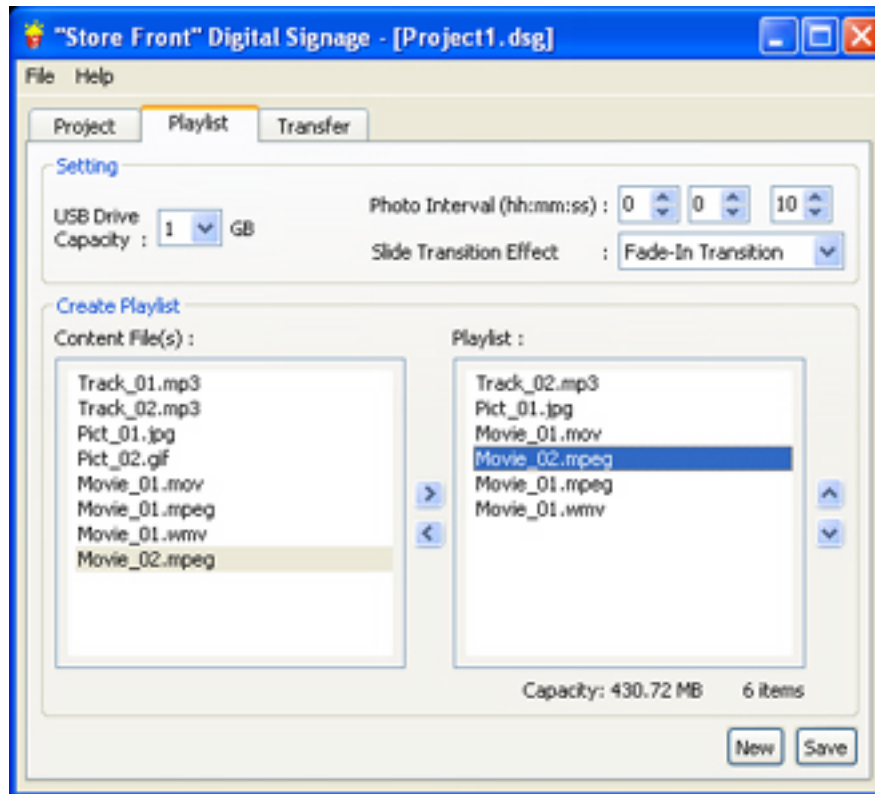 "Store Front" Digital Signage - [Project1.dsg]
File Help
Project Playlist Transfer
Setting
USB Drive
Capacity : 1 GB
Photo Interval (hh:mm:ss) : 0 0 10
Slide Transition Effect : Fade-In Transition
Create Playlist
Content File(s) :
Track_01.mp3
Track_02.mp3
Pict_01.jpg
Pict_02.gif
Movie_01.mov
Movie_01.mpeg
Movie_01.wmv
Movie_02.mpeg
Playlist :
Track_02.mp3
Pict_01.jpg
Movie_01.mov
Movie_02.mpeg
Movie_01.mpeg
Movie_01.wmv
Capacity: 430.72 MB 6 items
New Save